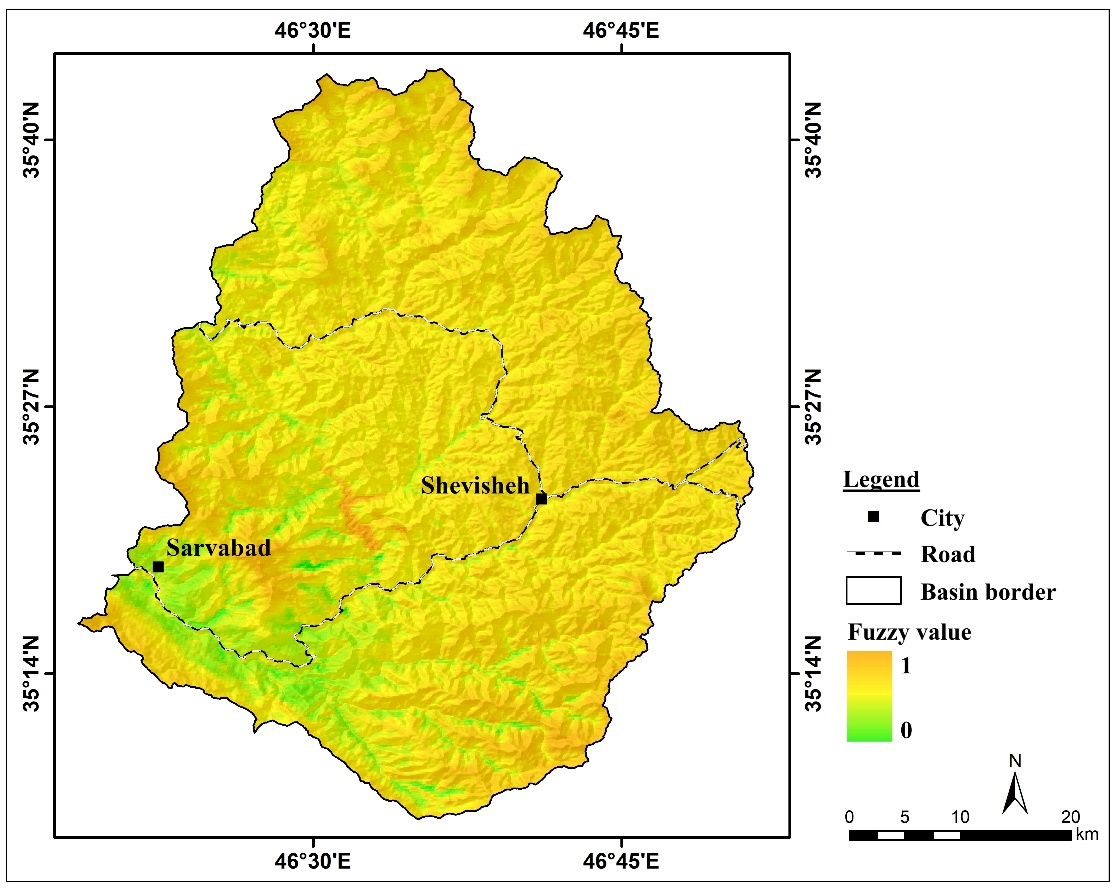 46°30'E 46°45'E
35°40'N 35°40'N
35°27'N 35°27'N
Shevisheh
Sarvabad
35°14'N 35°14'N
46°30'E 46°45'E
Legend
City
Road
Basin border
Fuzzy value
1
0
N
0 5 10 20
km